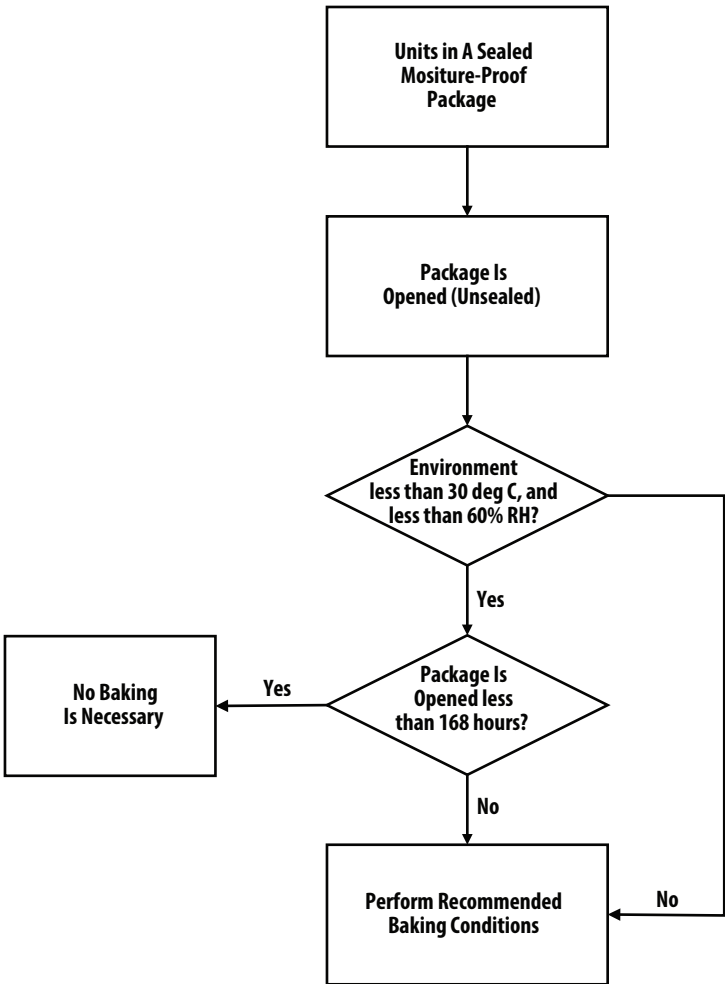 Units in A Sealed
Mositure-Proof
Package
Package Is
Opened (Unsealed)
Environment
less than 30 deg C, and
less than 60% RH?
Yes
No Baking
Is Necessary
Yes
Package Is
Opened less
than 168 hours?
No
Perform Recommended
Baking Conditions
No